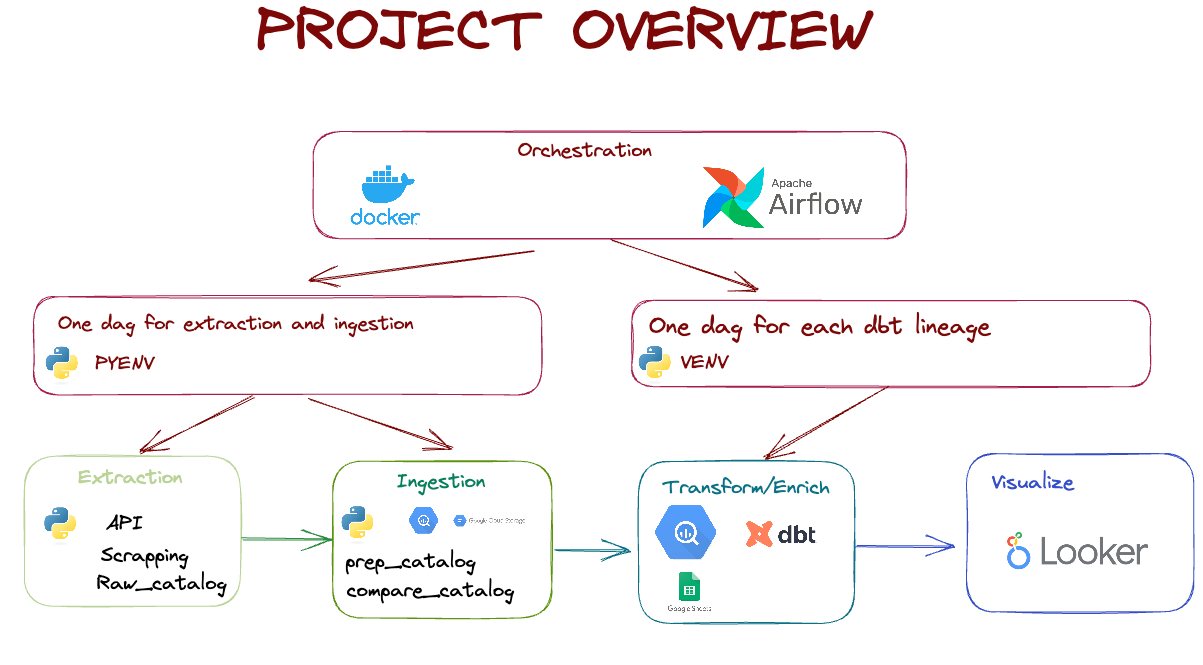 PROJECT OVERVIEW
Orchestration
docker
Apache
Airflow
One dag for extraction and ingestion
PYENV
One dag for each dbt lineage
VENV
Extraction
API
Scrapping
Raw_catalog
Ingestion
Google Cloud Storage
prep_catalog
compare_catalog
Transform/Enrich
dbt
Google Sheets
Visualize
Looker